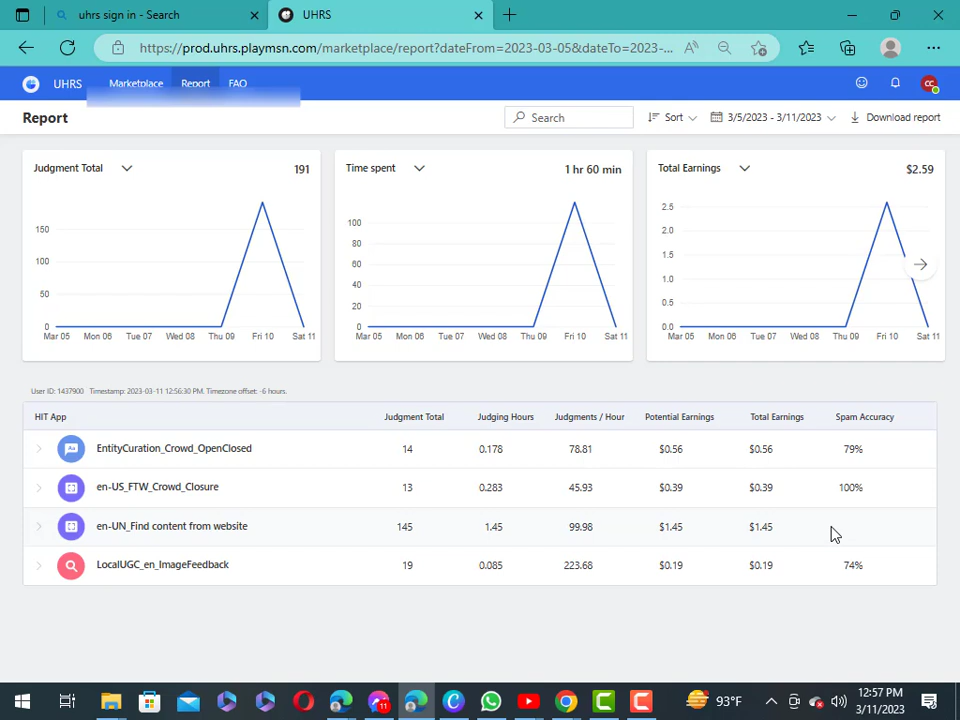 uhrs sign in - Search
UHRS
https://prod.uhrs.playmsn.com/marketplace/report?dateFrom=2023-03-05&dateTo=2023-...
UHRS Marketplace Report FAQ
CC
Report
Search
Sort
3/5/2023 - 3/11/2023
Download report
Judgment Total 191
150
100
50
0
Mar 05 Mon 06 Tue 07 Wed 08 Thu 09 Fri 10 Sat 11
Time spent 1 hr 60 min
100
80
60
40
20
0
Mar 05 Mon 06 Tue 07 Wed 08 Thu 09 Fri 10 Sat 11
Total Earnings $2.59
2.5
2.0
1.5
1.0
0.5
0.0
Mar 05 Mon 06 Tue 07 Wed 08 Thu 09 Fri 10 Sat 11
User ID: 1437900 Timestamp: 2023-03-11 12:56:30 PM. Timezone offset: -6 hours.
HIT App Judgment Total Judging Hours Judgments / Hour Potential Earnings Total Earnings Spam Accuracy
EntityCuration_Crowd_OpenClosed 14 0.178 78.81 $0.56 $0.56 79%
en-US_FTW_Crowd_Closure 13 0.283 45.93 $0.39 $0.39 100%
en-UN_Find content from website 145 1.45 99.98 $1.45 $1.45
LocalUGC_en_ImageFeedback 19 0.085 223.68 $0.19 $0.19 74%
11
93°F
12:57 PM
3/11/2023